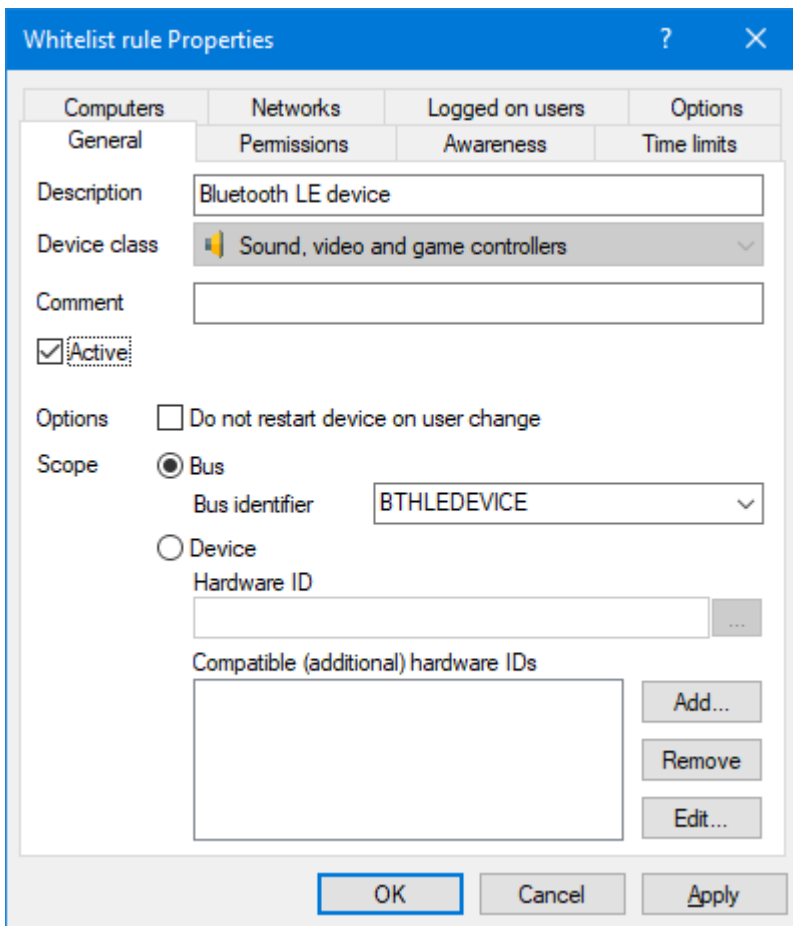 Whitelist rule Properties
Computers Networks Logged on users Options
General Permissions Awareness Time limits
Description Bluetooth LE device
Device class Sound, video and game controllers
Comment
Active
Options Do not restart device on user change
Scope Bus
Bus identifier BTHLEDEVICE
Device
Hardware ID
...
Compatible (additional) hardware IDs
Add...
Remove
Edit...
OK Cancel Apply